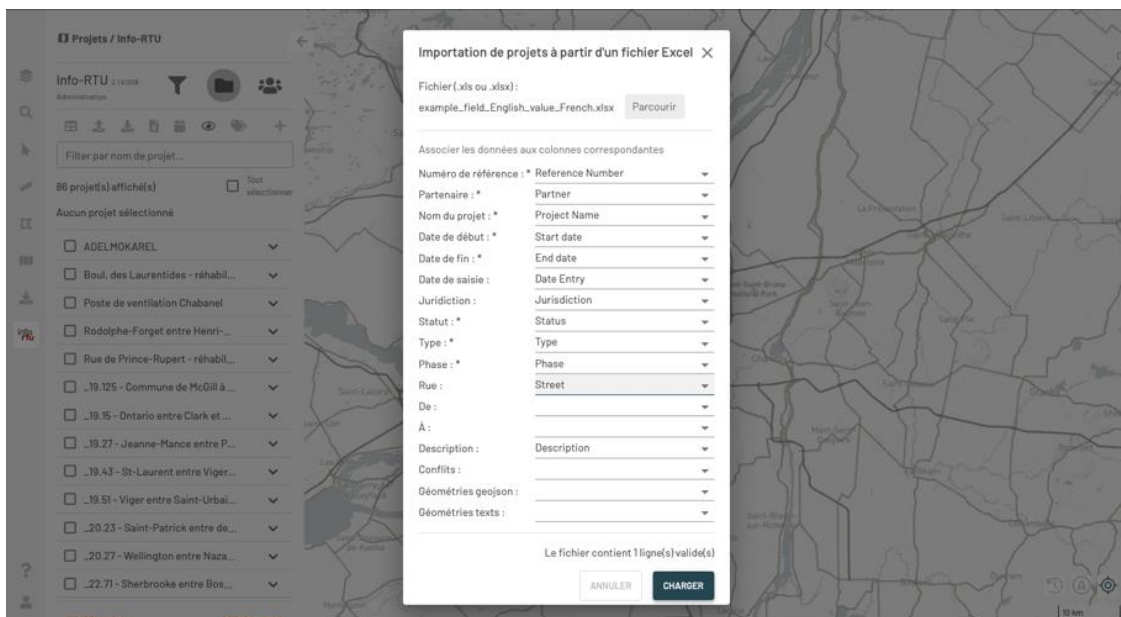 Projets / Info-RTU
Info-RTU
Administration
Filter par nom de projet...
86 projet(s) affiché(s)
Tout sélectionner
Aucun projet sélectionné
ADELMOKAREL
Boul. des Laurentides - réhabil...
Poste de ventilation Chabanel
Rodolphe-Forget entre Henri-...
Rue de Prince-Rupert - réhabil...
_19.125 - Commune de McGill à ...
_19.15 - Ontario entre Clark et ...
_19.27 - Jeanne-Mance entre P...
_19.43 - St-Laurent entre Viger...
_19.51 - Viger entre Saint-Urbai...
_20.23 - Saint-Patrick entre de...
_20.27 - Wellington entre Naza...
_22.71 - Sherbrooke entre Bos...
info RTU
Importation de projets à partir d'un fichier Excel
Fichier (.xls ou .xlsx) :
example_field_English_value_French.xlsx Parcourir
Associer les données aux colonnes correspondantes
Numéro de référence : * Reference Number
Partenaire : * Partner
Nom du projet : * Project Name
Date de début : * Start date
Date de fin : * End date
Date de saisie : Date Entry
Juridiction : Jurisdiction
Statut : * Status
Type : * Type
Phase : * Phase
Rue : Street
De :
À :
Description : Description
Conflits :
Géométries geojson :
Géométries texts :
Le fichier contient 1 ligne(s) valide(s)
ANNULER CHARGER
La Présentation
10 km